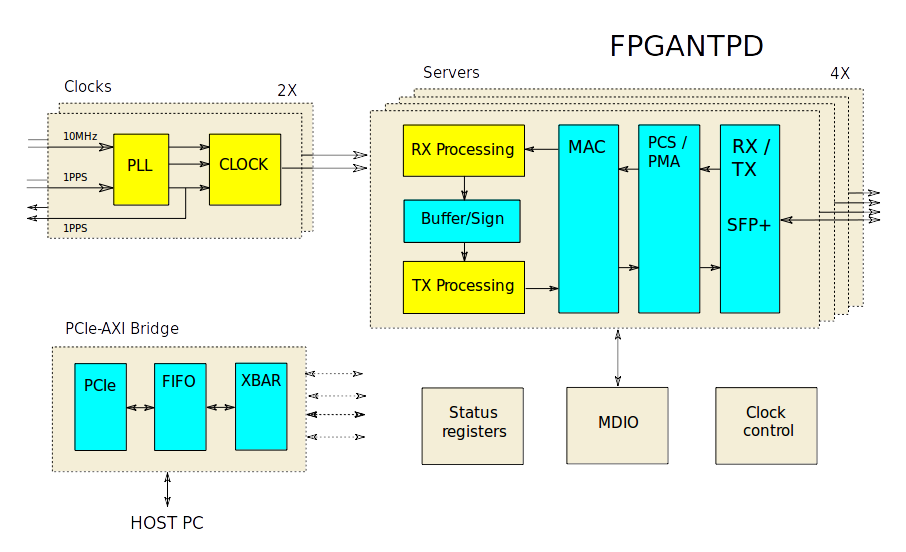 FPGANTPD
Clocks
2X
10MHz
1PPS
1PPS
PLL
CLOCK
Servers
4X
RX Processing
Buffer/Sign
TX Processing
MAC
PCS /
PMA
RX /
TX
SFP+
PCIe-AXI Bridge
PCIe
FIFO
XBAR
HOST PC
Status
registers
MDIO
Clock
control